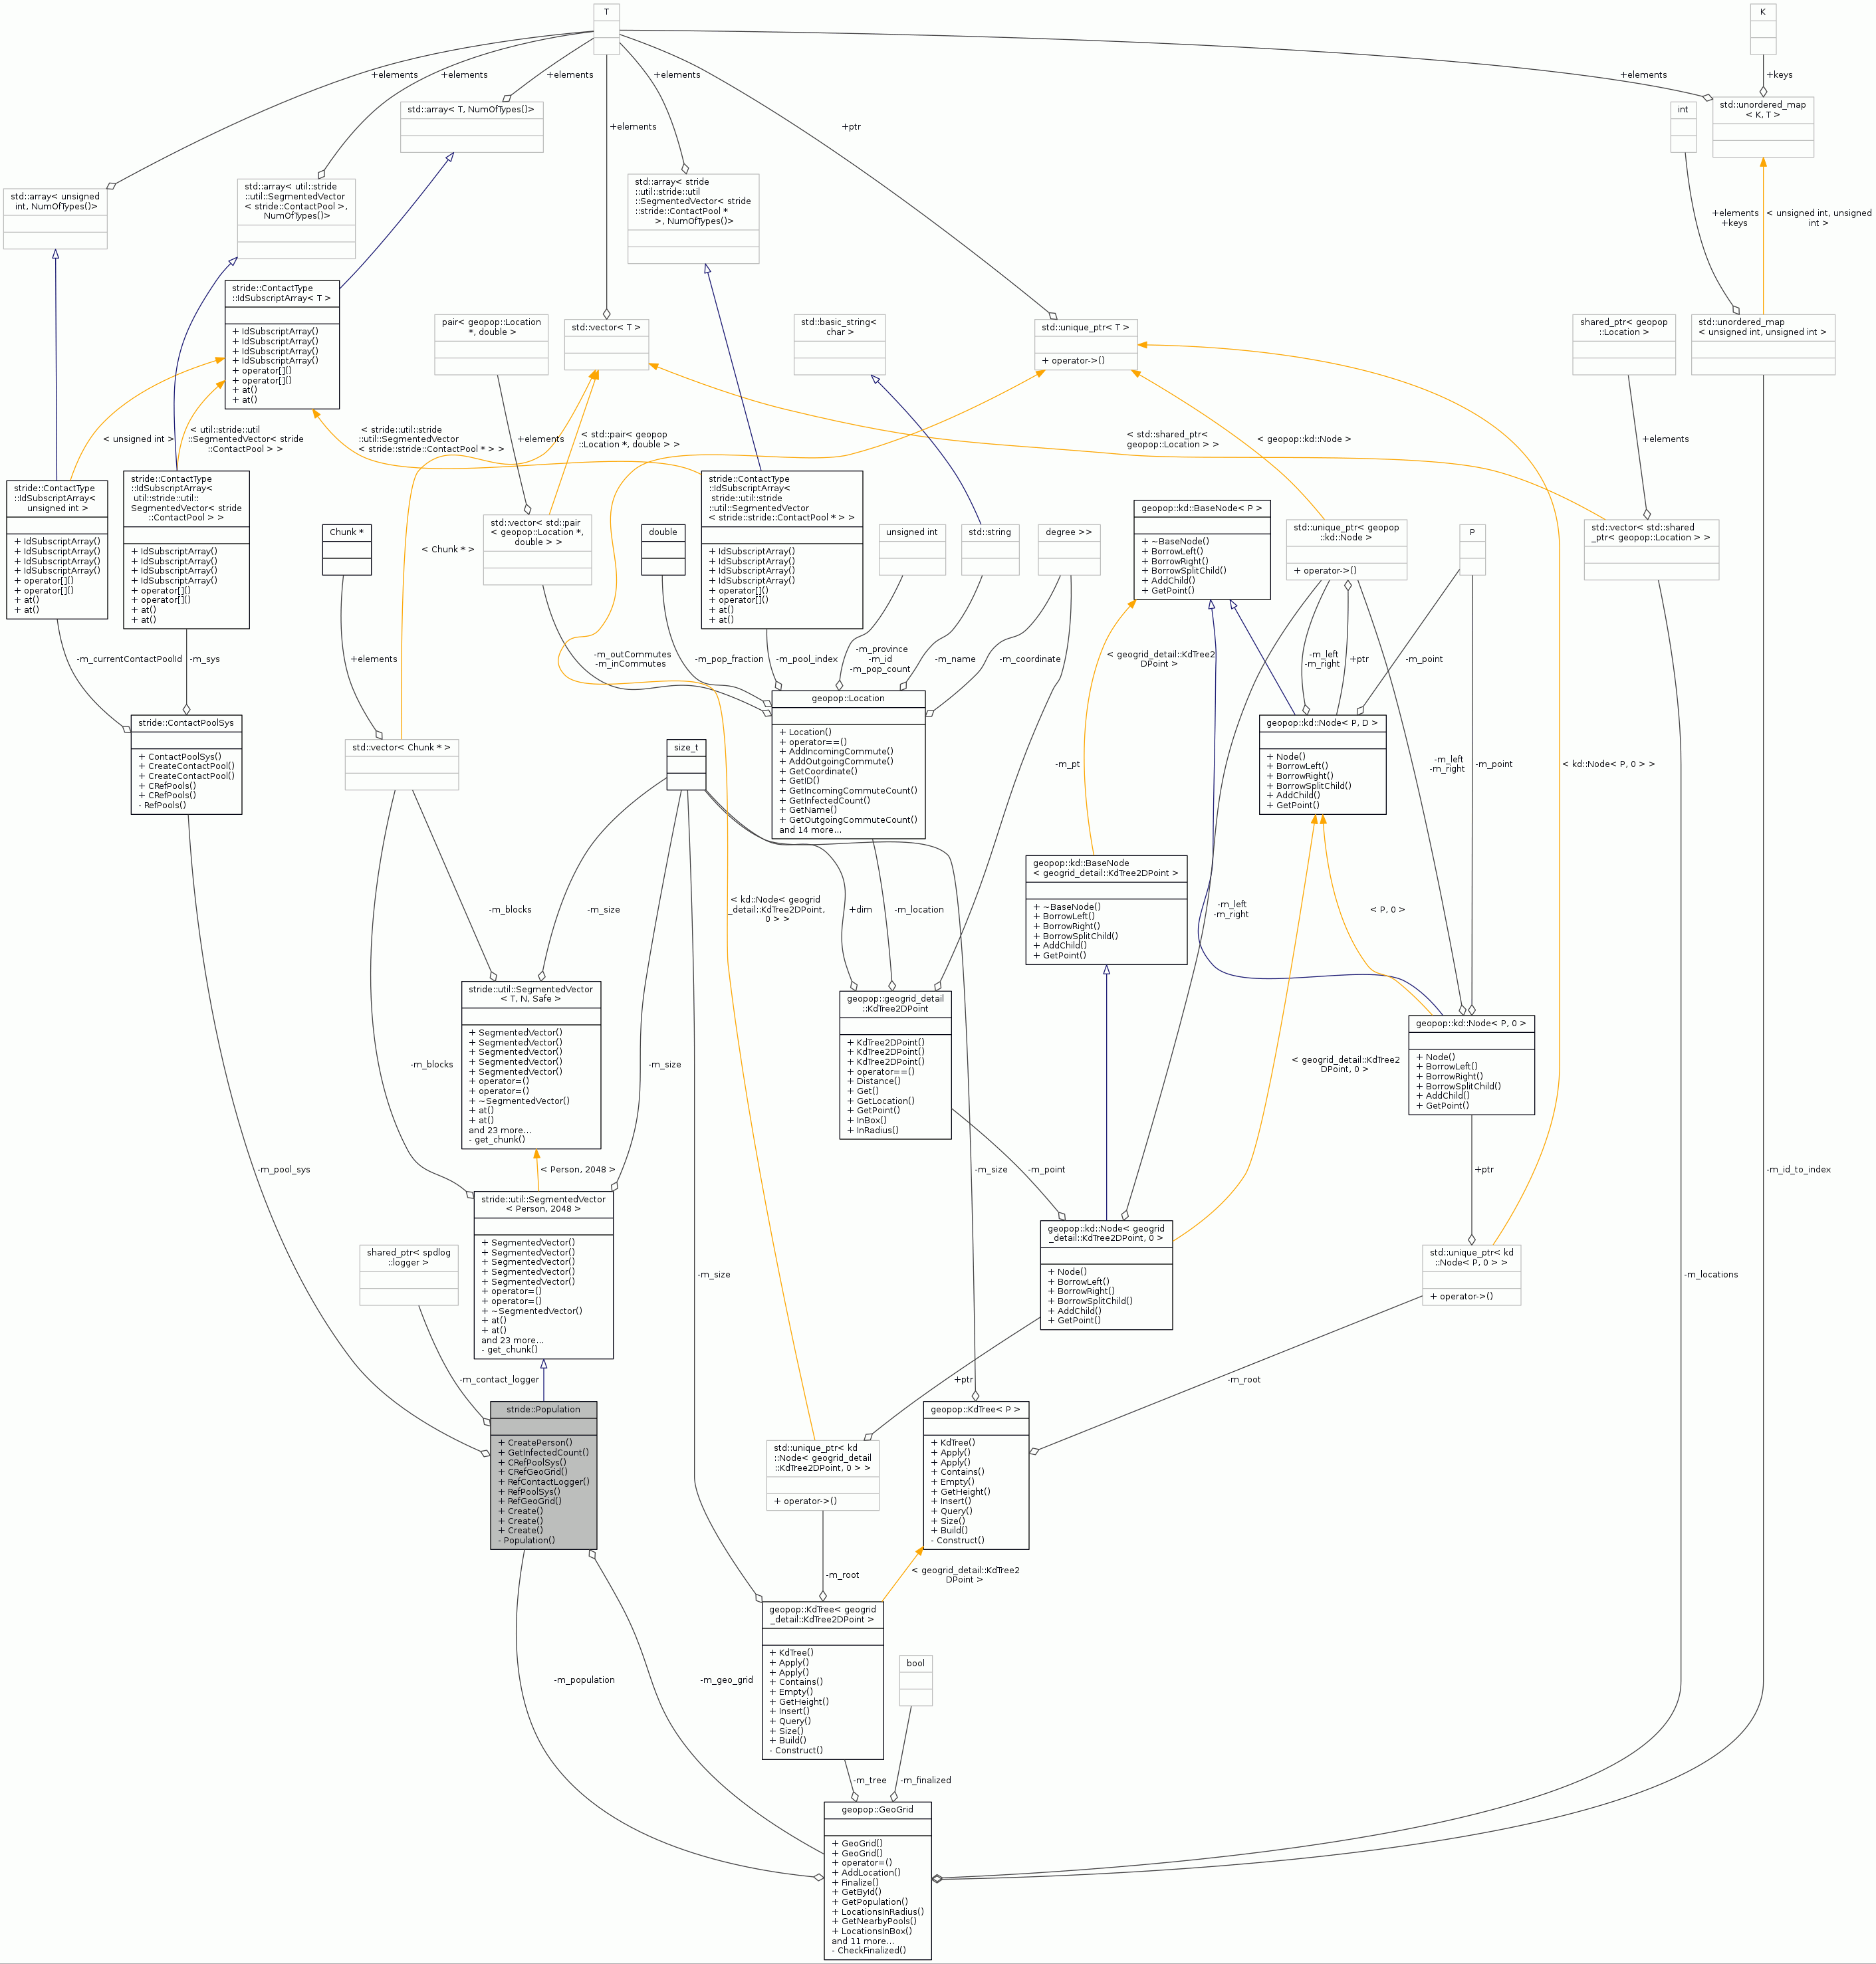 T
K
+elements
+elements
+elements
+elements
+elements
+keys
std::array< T, NumOfTypes()>
int
std::unordered_map
< K, T >
+elements
+ptr
std::array< unsigned
int, NumOfTypes()>
std::array< util::stride
::util::SegmentedVector
< stride::ContactPool >,
NumOfTypes()>
std::array< stride
::util::stride::util
::SegmentedVector< stride
::stride::ContactPool *
>, NumOfTypes()>
+elements
+keys
< unsigned int, unsigned
int >
stride::ContactType
::IdSubscriptArray< T >
+ IdSubscriptArray()
+ IdSubscriptArray()
+ IdSubscriptArray()
+ IdSubscriptArray()
+ operator[]()
+ operator[]()
+ at()
+ at()
pair< geopop::Location
*, double >
std::vector< T >
std::basic_string<
char >
std::unique_ptr< T >
+ operator->()
shared_ptr< geopop
::Location >
std::unordered_map
< unsigned int, unsigned int >
< unsigned int >
< util::stride::util
::SegmentedVector< stride
::ContactPool > >
< stride::util::stride
::util::SegmentedVector
< stride::stride::ContactPool * > >
+elements
< std::pair< geopop
::Location *, double > >
< std::shared_ptr<
geopop::Location > >
< geopop::kd::Node >
+elements
stride::ContactType
::IdSubscriptArray<
unsigned int >
+ IdSubscriptArray()
+ IdSubscriptArray()
+ IdSubscriptArray()
+ IdSubscriptArray()
+ operator[]()
+ operator[]()
+ at()
+ at()
stride::ContactType
::IdSubscriptArray<
util::stride::util::
SegmentedVector< stride
::ContactPool > >
+ IdSubscriptArray()
+ IdSubscriptArray()
+ IdSubscriptArray()
+ IdSubscriptArray()
+ operator[]()
+ operator[]()
+ at()
+ at()
Chunk *
< Chunk * >
std::vector< std::pair
< geopop::Location *,
double > >
double
stride::ContactType
::IdSubscriptArray<
stride::util::stride
::util::SegmentedVector
< stride::stride::ContactPool * > >
+ IdSubscriptArray()
+ IdSubscriptArray()
+ IdSubscriptArray()
+ IdSubscriptArray()
+ operator[]()
+ operator[]()
+ at()
+ at()
unsigned int
std::string
degree >>
geopop::kd::BaseNode< P >
+ ~BaseNode()
+ BorrowLeft()
+ BorrowRight()
+ BorrowSplitChild()
+ AddChild()
+ GetPoint()
std::unique_ptr< geopop
::kd::Node >
+ operator->()
P
std::vector< std::shared
_ptr< geopop::Location > >
-m_currentContactPoolId
-m_sys
+elements
-m_outCommutes
-m_inCommutes
-m_pop_fraction
-m_pool_index
-m_province
-m_id
-m_pop_count
-m_name
-m_coordinate
< geogrid_detail::KdTree2
DPoint >
-m_left
-m_right
+ptr
-m_point
stride::ContactPoolSys
+ ContactPoolSys()
+ CreateContactPool()
+ CreateContactPool()
+ CRefPools()
+ CRefPools()
- RefPools()
std::vector< Chunk * >
size_t
geopop::Location
+ Location()
+ operator==()
+ AddIncomingCommute()
+ AddOutgoingCommute()
+ GetCoordinate()
+ GetID()
+ GetIncomingCommuteCount()
+ GetInfectedCount()
+ GetName()
+ GetOutgoingCommuteCount()
and 14 more...
-m_pt
geopop::kd::Node< P, D >
+ Node()
+ BorrowLeft()
+ BorrowRight()
+ BorrowSplitChild()
+ AddChild()
+ GetPoint()
-m_left
-m_right
-m_point
< kd::Node< P, 0 > >
-m_blocks
-m_size
< kd::Node< geogrid
_detail::KdTree2DPoint,
0 > >
+dim
-m_location
geopop::kd::BaseNode
< geogrid_detail::KdTree2DPoint >
+ ~BaseNode()
+ BorrowLeft()
+ BorrowRight()
+ BorrowSplitChild()
+ AddChild()
+ GetPoint()
-m_left
-m_right
< P, 0 >
stride::util::SegmentedVector
< T, N, Safe >
+ SegmentedVector()
+ SegmentedVector()
+ SegmentedVector()
+ SegmentedVector()
+ SegmentedVector()
+ operator=()
+ operator=()
+ ~SegmentedVector()
+ at()
+ at()
and 23 more...
- get_chunk()
geopop::geogrid_detail
::KdTree2DPoint
+ KdTree2DPoint()
+ KdTree2DPoint()
+ KdTree2DPoint()
+ operator==()
+ Distance()
+ Get()
+ GetLocation()
+ GetPoint()
+ InBox()
+ InRadius()
geopop::kd::Node< P, 0 >
+ Node()
+ BorrowLeft()
+ BorrowRight()
+ BorrowSplitChild()
+ AddChild()
+ GetPoint()
-m_blocks
-m_size
< geogrid_detail::KdTree2
DPoint, 0 >
-m_pool_sys
< Person, 2048 >
-m_size
-m_point
+ptr
-m_id_to_index
stride::util::SegmentedVector
< Person, 2048 >
+ SegmentedVector()
+ SegmentedVector()
+ SegmentedVector()
+ SegmentedVector()
+ SegmentedVector()
+ operator=()
+ operator=()
+ ~SegmentedVector()
+ at()
+ at()
and 23 more...
- get_chunk()
shared_ptr< spdlog
::logger >
-m_size
geopop::kd::Node< geogrid
_detail::KdTree2DPoint, 0 >
+ Node()
+ BorrowLeft()
+ BorrowRight()
+ BorrowSplitChild()
+ AddChild()
+ GetPoint()
std::unique_ptr< kd
::Node< P, 0 > >
+ operator->()
-m_locations
-m_contact_logger
+ptr
-m_root
stride::Population
+ CreatePerson()
+ GetInfectedCount()
+ CRefPoolSys()
+ CRefGeoGrid()
+ RefContactLogger()
+ RefPoolSys()
+ RefGeoGrid()
+ Create()
+ Create()
+ Create()
- Population()
std::unique_ptr< kd
::Node< geogrid_detail
::KdTree2DPoint, 0 > >
+ operator->()
geopop::KdTree< P >
+ KdTree()
+ Apply()
+ Apply()
+ Contains()
+ Empty()
+ GetHeight()
+ Insert()
+ Query()
+ Size()
+ Build()
- Construct()
-m_root
< geogrid_detail::KdTree2
DPoint >
geopop::KdTree< geogrid
_detail::KdTree2DPoint >
+ KdTree()
+ Apply()
+ Apply()
+ Contains()
+ Empty()
+ GetHeight()
+ Insert()
+ Query()
+ Size()
+ Build()
- Construct()
bool
-m_population
-m_geo_grid
-m_tree
-m_finalized
geopop::GeoGrid
+ GeoGrid()
+ GeoGrid()
+ operator=()
+ AddLocation()
+ Finalize()
+ GetById()
+ GetPopulation()
+ LocationsInRadius()
+ GetNearbyPools()
+ LocationsInBox()
and 11 more...
- CheckFinalized()